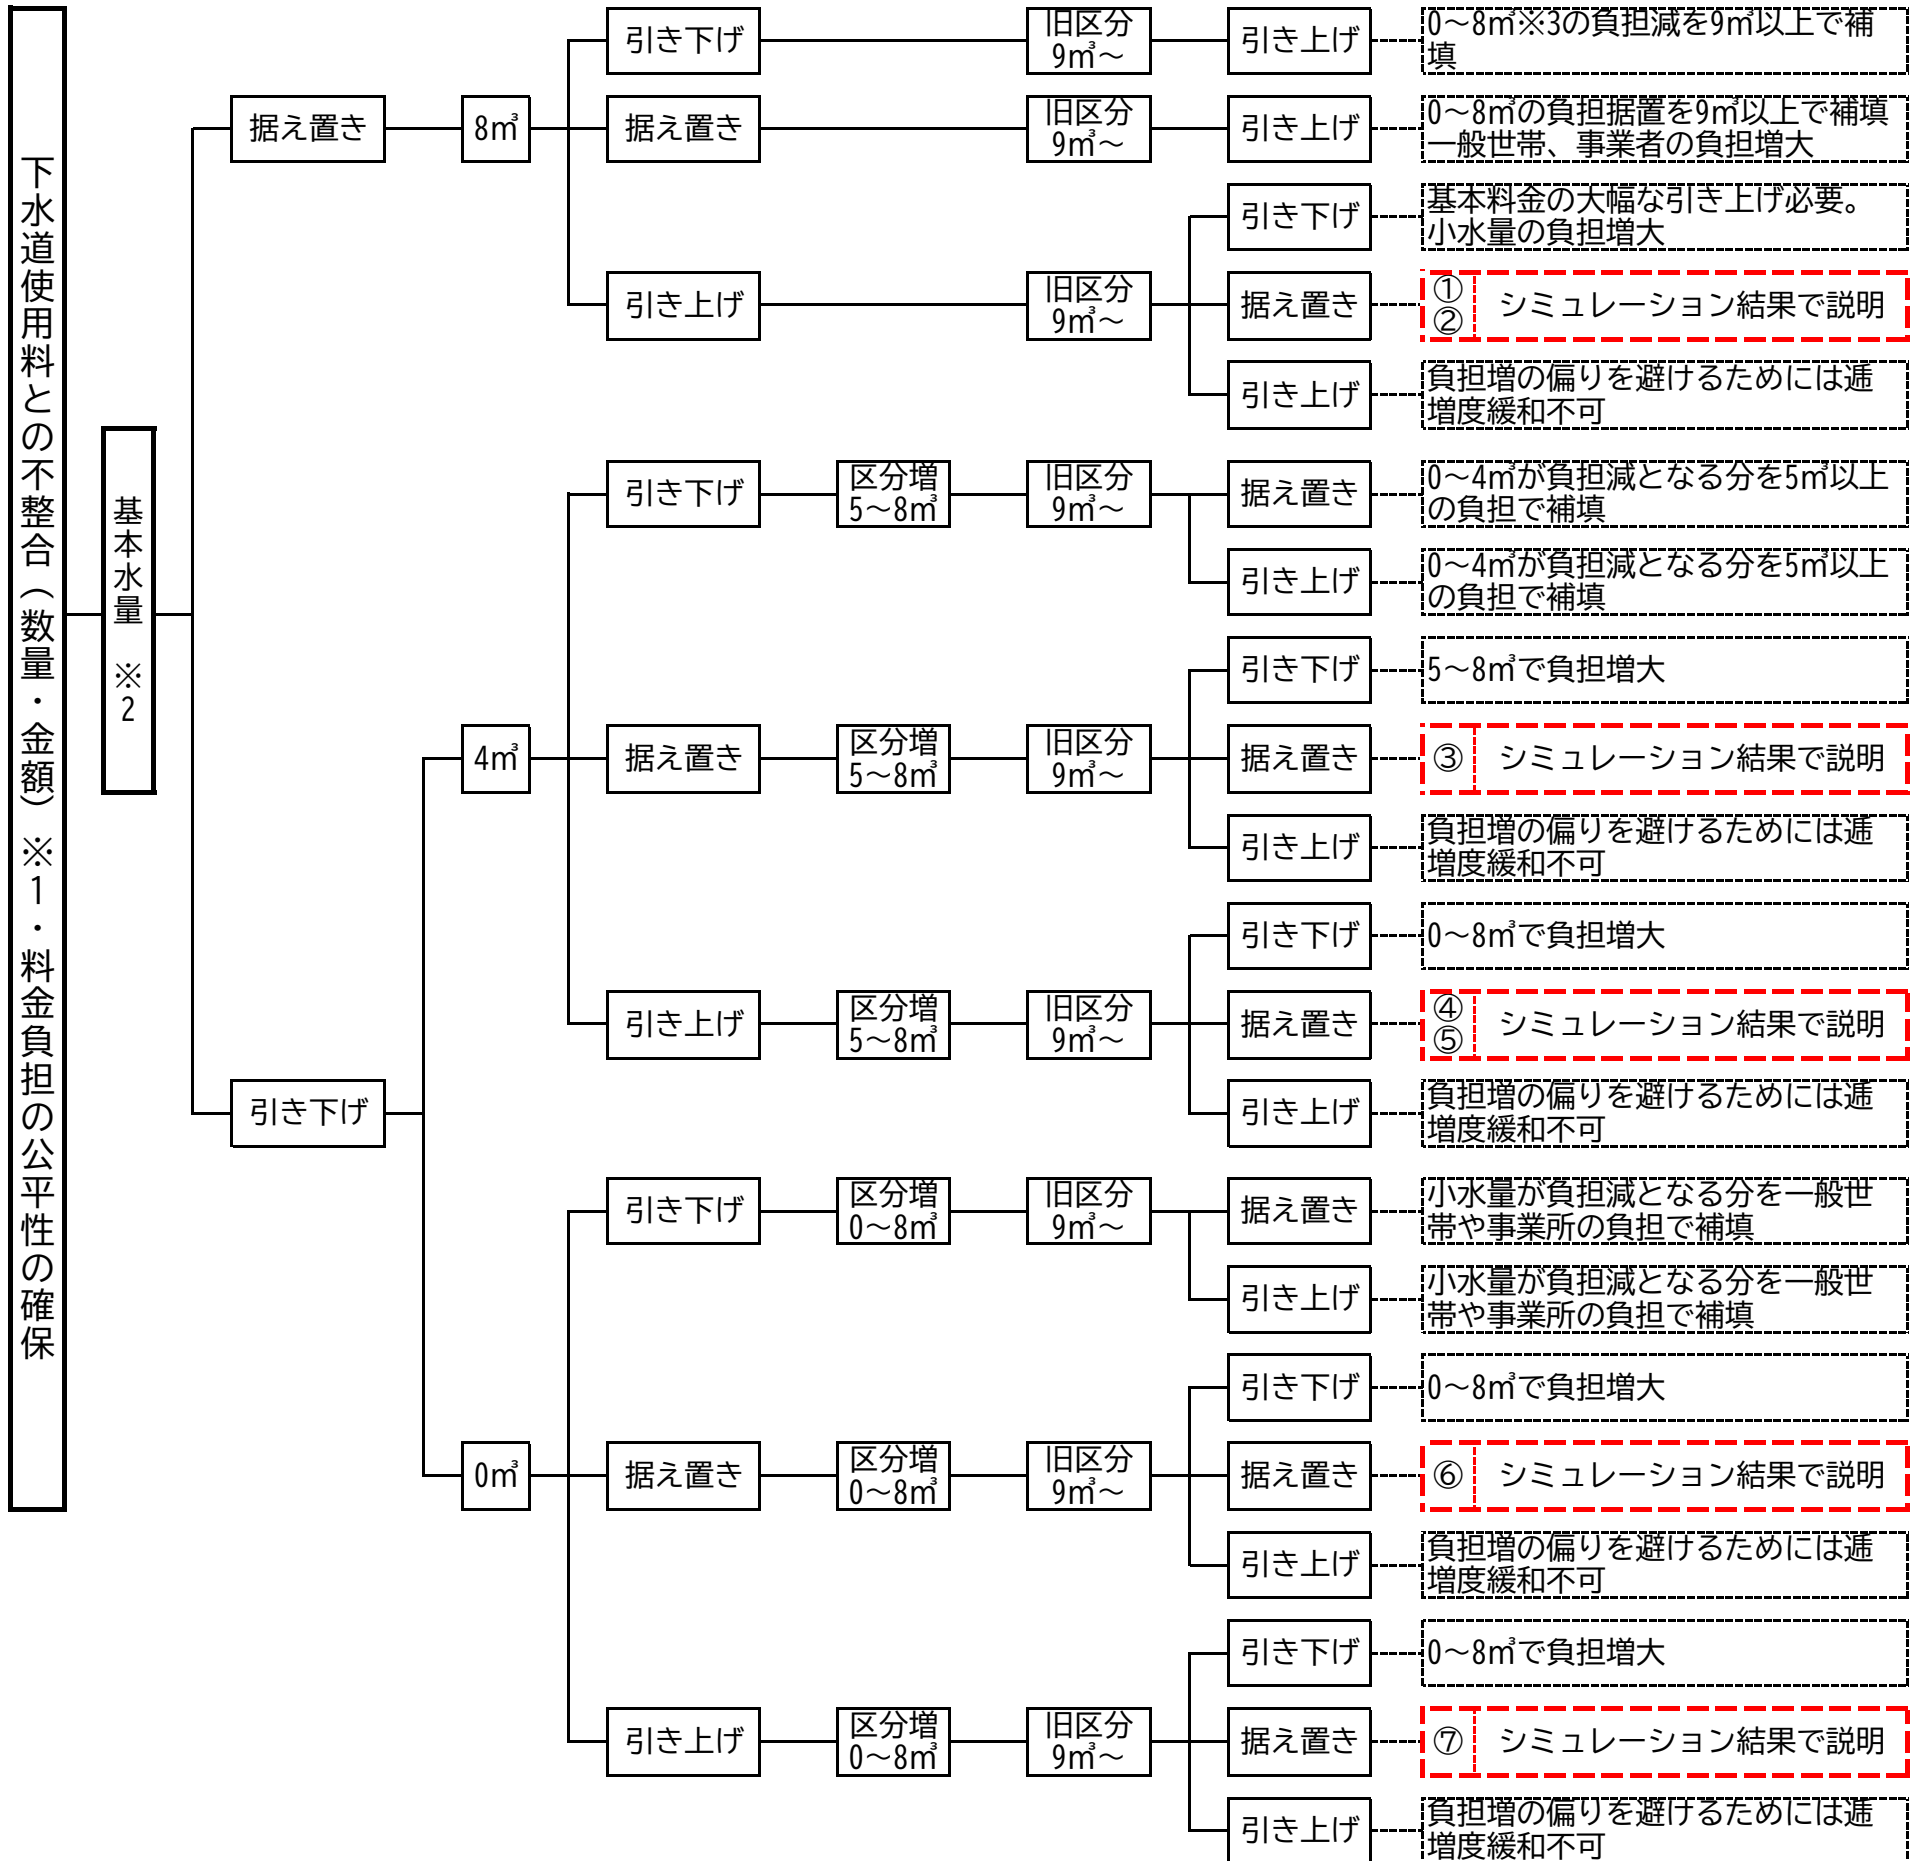 下水道使用料との不整合（数量・金額）※1・料金負担の公平性の確保
基本水量　※2
据え置き
8㎥
引き下げ
旧区分
9㎥～
引き上げ
0～8㎥※3の負担減を9㎥以上で補
填
据え置き
旧区分
9㎥～
引き上げ
0～8㎥の負担据置を9㎥以上で補填
一般世帯、事業者の負担増大
引き上げ
旧区分
9㎥～
引き下げ
基本料金の大幅な引き上げ必要。
小水量の負担増大
据え置き
①
②
シミュレーション結果で説明
引き上げ
負担増の偏りを避けるためには逓
増度緩和不可
引き下げ
4㎥
引き下げ
区分増
5～8㎥
旧区分
9㎥～
据え置き
0～4㎥が負担減となる分を5㎥以上
の負担で補填
引き上げ
0～4㎥が負担減となる分を5㎥以上
の負担で補填
据え置き
区分増
5～8㎥
旧区分
9㎥～
引き下げ
5～8㎥で負担増大
据え置き
③
シミュレーション結果で説明
引き上げ
負担増の偏りを避けるためには逓
増度緩和不可
引き上げ
区分増
5～8㎥
旧区分
9㎥～
引き下げ
0～8㎥で負担増大
据え置き
④
⑤
シミュレーション結果で説明
引き上げ
負担増の偏りを避けるためには逓
増度緩和不可
0㎥
引き下げ
区分増
0～8㎥
旧区分
9㎥～
据え置き
小水量が負担減となる分を一般世
帯や事業所の負担で補填
引き上げ
小水量が負担減となる分を一般世
帯や事業所の負担で補填
据え置き
区分増
0～8㎥
旧区分
9㎥～
引き下げ
0～8㎥で負担増大
据え置き
⑥
シミュレーション結果で説明
引き上げ
負担増の偏りを避けるためには逓
増度緩和不可
引き上げ
区分増
0～8㎥
旧区分
9㎥～
引き下げ
0～8㎥で負担増大
据え置き
⑦
シミュレーション結果で説明
引き上げ
負担増の偏りを避けるためには逓
増度緩和不可